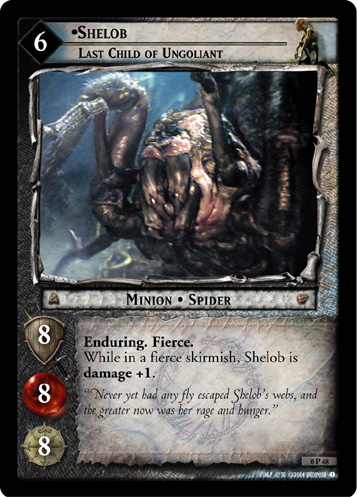 6
•Shelob
Last Child of Ungoliant
Minion • Spider
8
Enduring. Fierce.
While in a fierce skirmish, Shelob is
damage +1.
8
"Never yet had any fly escaped Shelob's webs, and
the greater now was her rage and hunger."
8
0 P 48